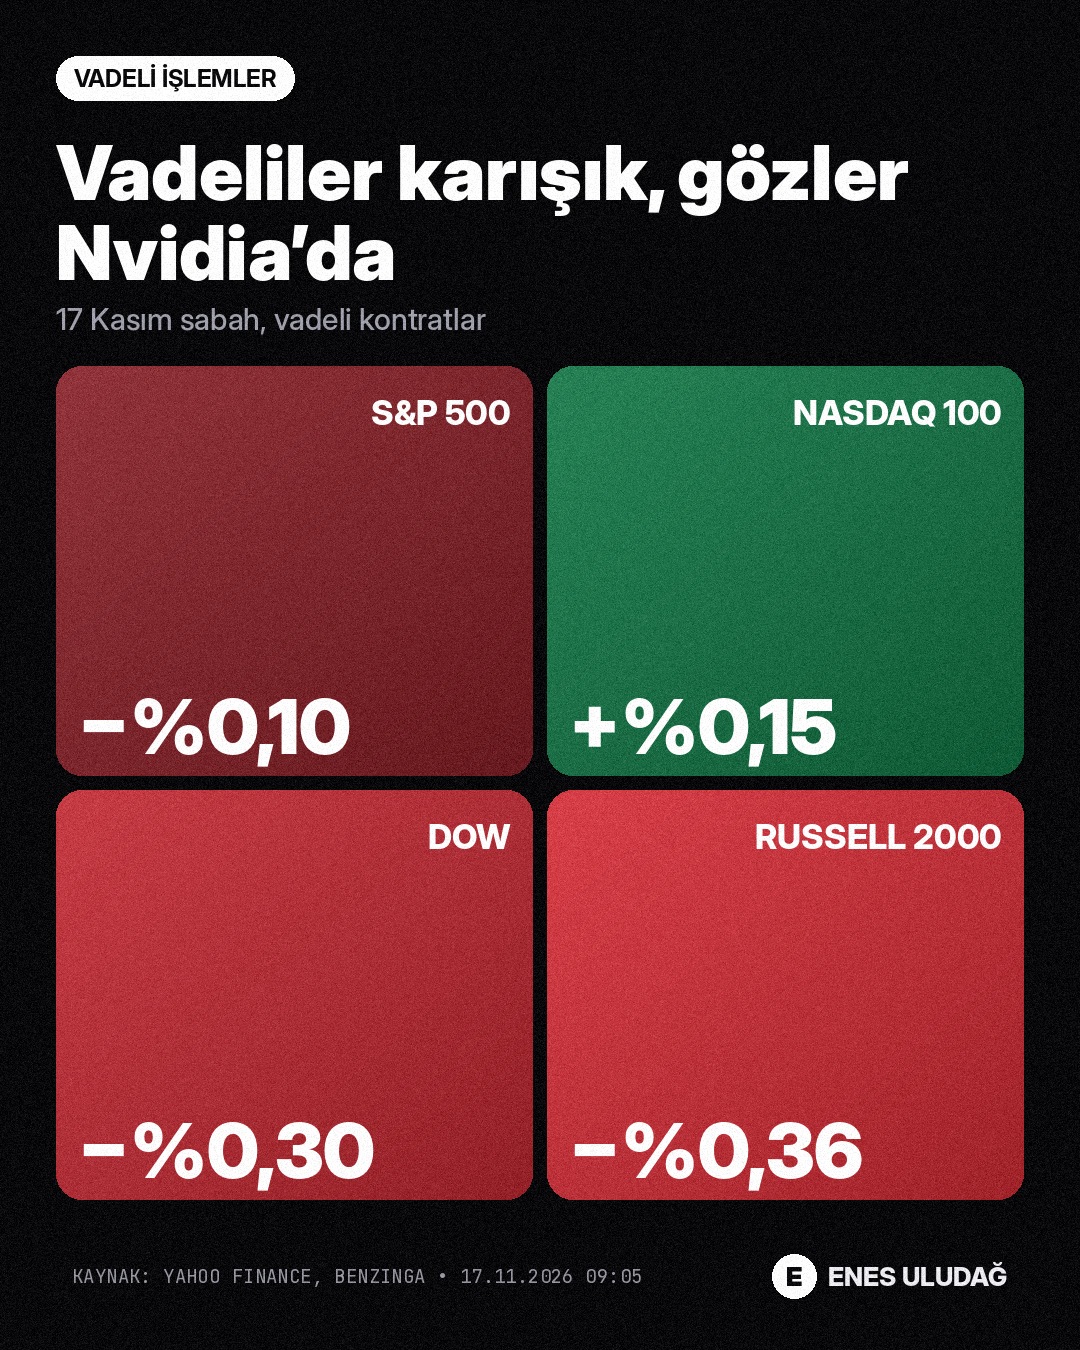 VADELİ İŞLEMLER
Vadeliler karışık, gözler
Nvidia’da
17 Kasım sabah, vadeli kontratlar
S&P 500
−%0,10
NASDAQ 100
+%0,15
DOW
−%0,30
RUSSELL 2000
−%0,36
KAYNAK: YAHOO FINANCE, BENZINGA • 17.11.2026 09:05
E ENES ULUDAĞ